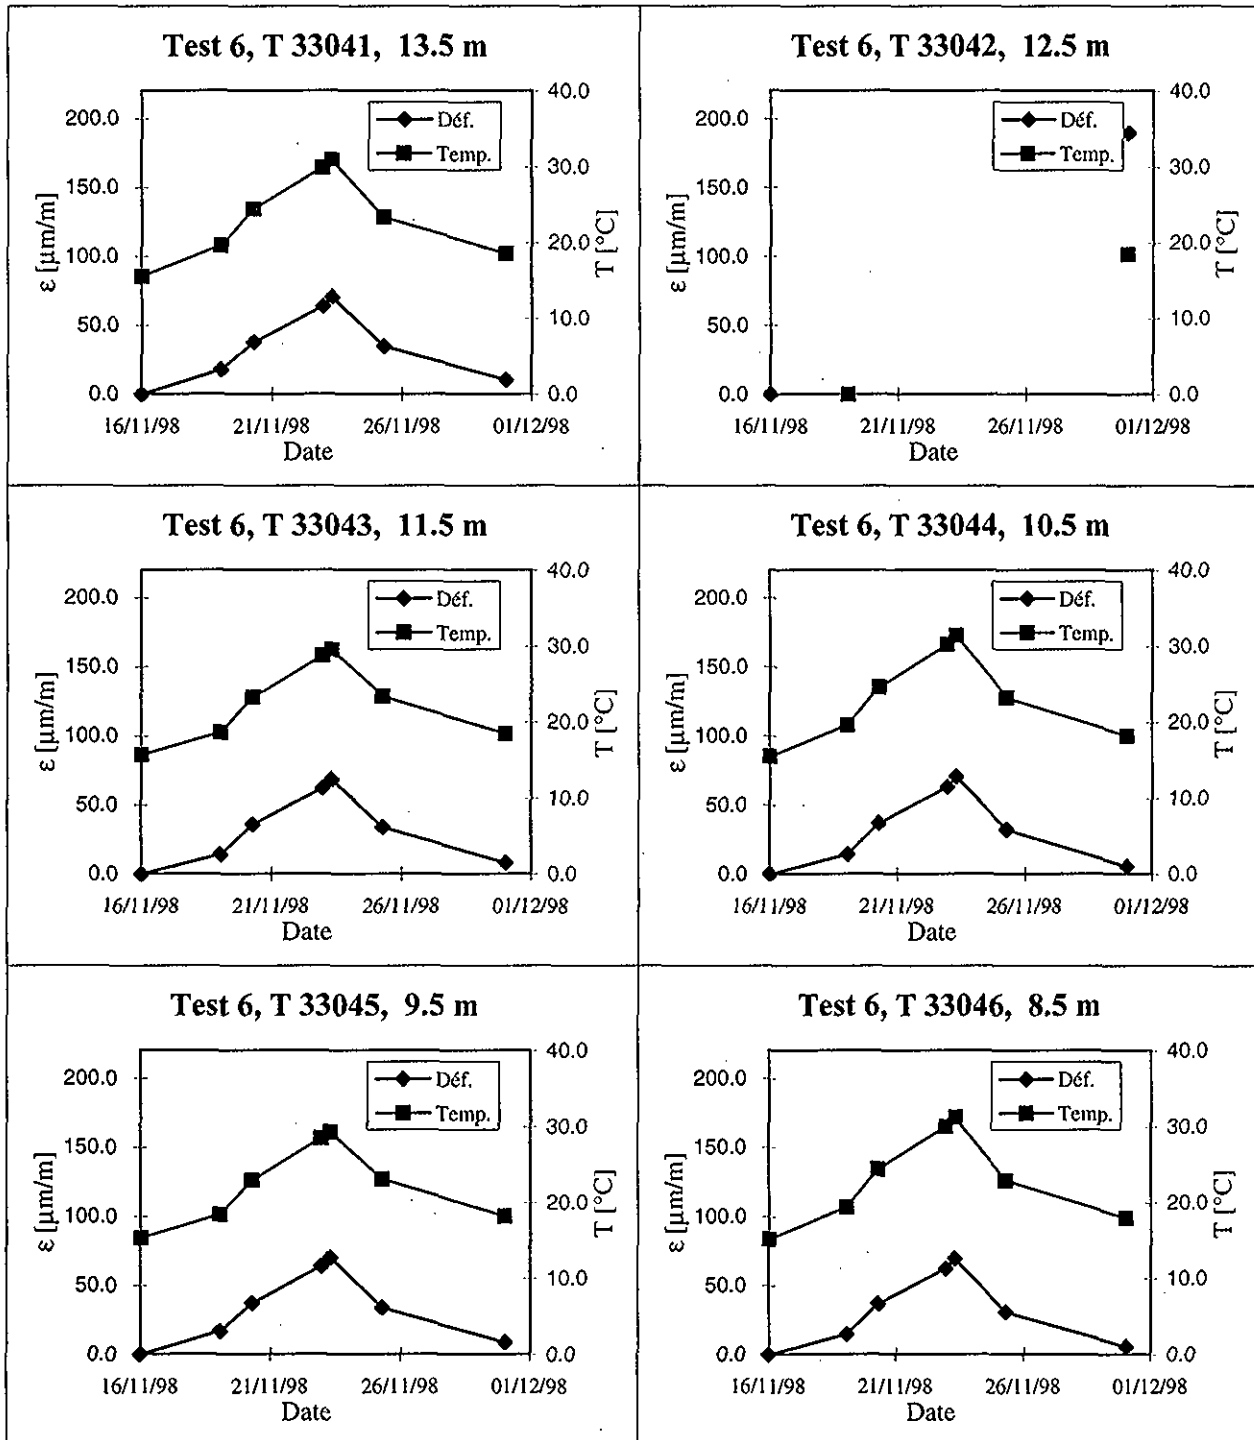 Test 6, T 33041, 13.5 m
200.0
150.0
100.0
50.0
0.0
ε [µm/m]
40.0
30.0
20.0
10.0
0.0
T [°C]
Déf.
Temp.
16/11/98 21/11/98 26/11/98 01/12/98
Date
Test 6, T 33042, 12.5 m
200.0
150.0
100.0
50.0
0.0
ε [µm/m]
40.0
30.0
20.0
10.0
0.0
T [°C]
Déf.
Temp.
16/11/98 21/11/98 26/11/98 01/12/98
Date
Test 6, T 33043, 11.5 m
200.0
150.0
100.0
50.0
0.0
ε [µm/m]
40.0
30.0
20.0
10.0
0.0
T [°C]
Déf.
Temp.
16/11/98 21/11/98 26/11/98 01/12/98
Date
Test 6, T 33044, 10.5 m
200.0
150.0
100.0
50.0
0.0
ε [µm/m]
40.0
30.0
20.0
10.0
0.0
T [°C]
Déf.
Temp.
16/11/98 21/11/98 26/11/98 01/12/98
Date
Test 6, T 33045, 9.5 m
200.0
150.0
100.0
50.0
0.0
ε [µm/m]
40.0
30.0
20.0
10.0
0.0
T [°C]
Déf.
Temp.
16/11/98 21/11/98 26/11/98 01/12/98
Date
Test 6, T 33046, 8.5 m
200.0
150.0
100.0
50.0
0.0
ε [µm/m]
40.0
30.0
20.0
10.0
0.0
T [°C]
Déf.
Temp.
16/11/98 21/11/98 26/11/98 01/12/98
Date